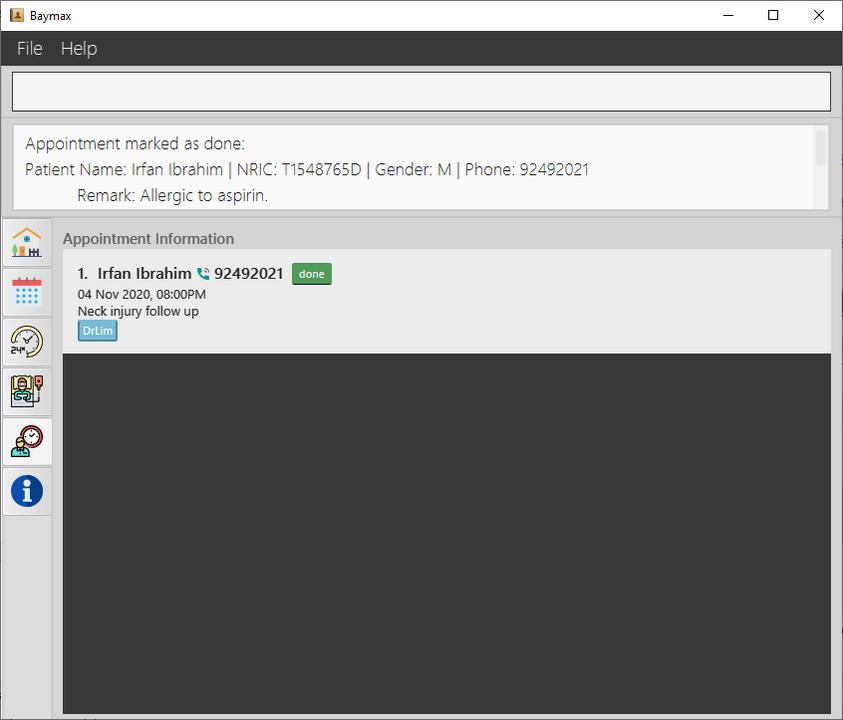 Baymax
File Help
Appointment marked as done:
Patient Name: Irfan Ibrahim | NRIC: T1548765D | Gender: M | Phone: 92492021
Remark: Allergic to aspirin.
Appointment Information
1. Irfan Ibrahim 92492021 done
04 Nov 2020, 08:00PM
Neck injury follow up
DrLim
24H